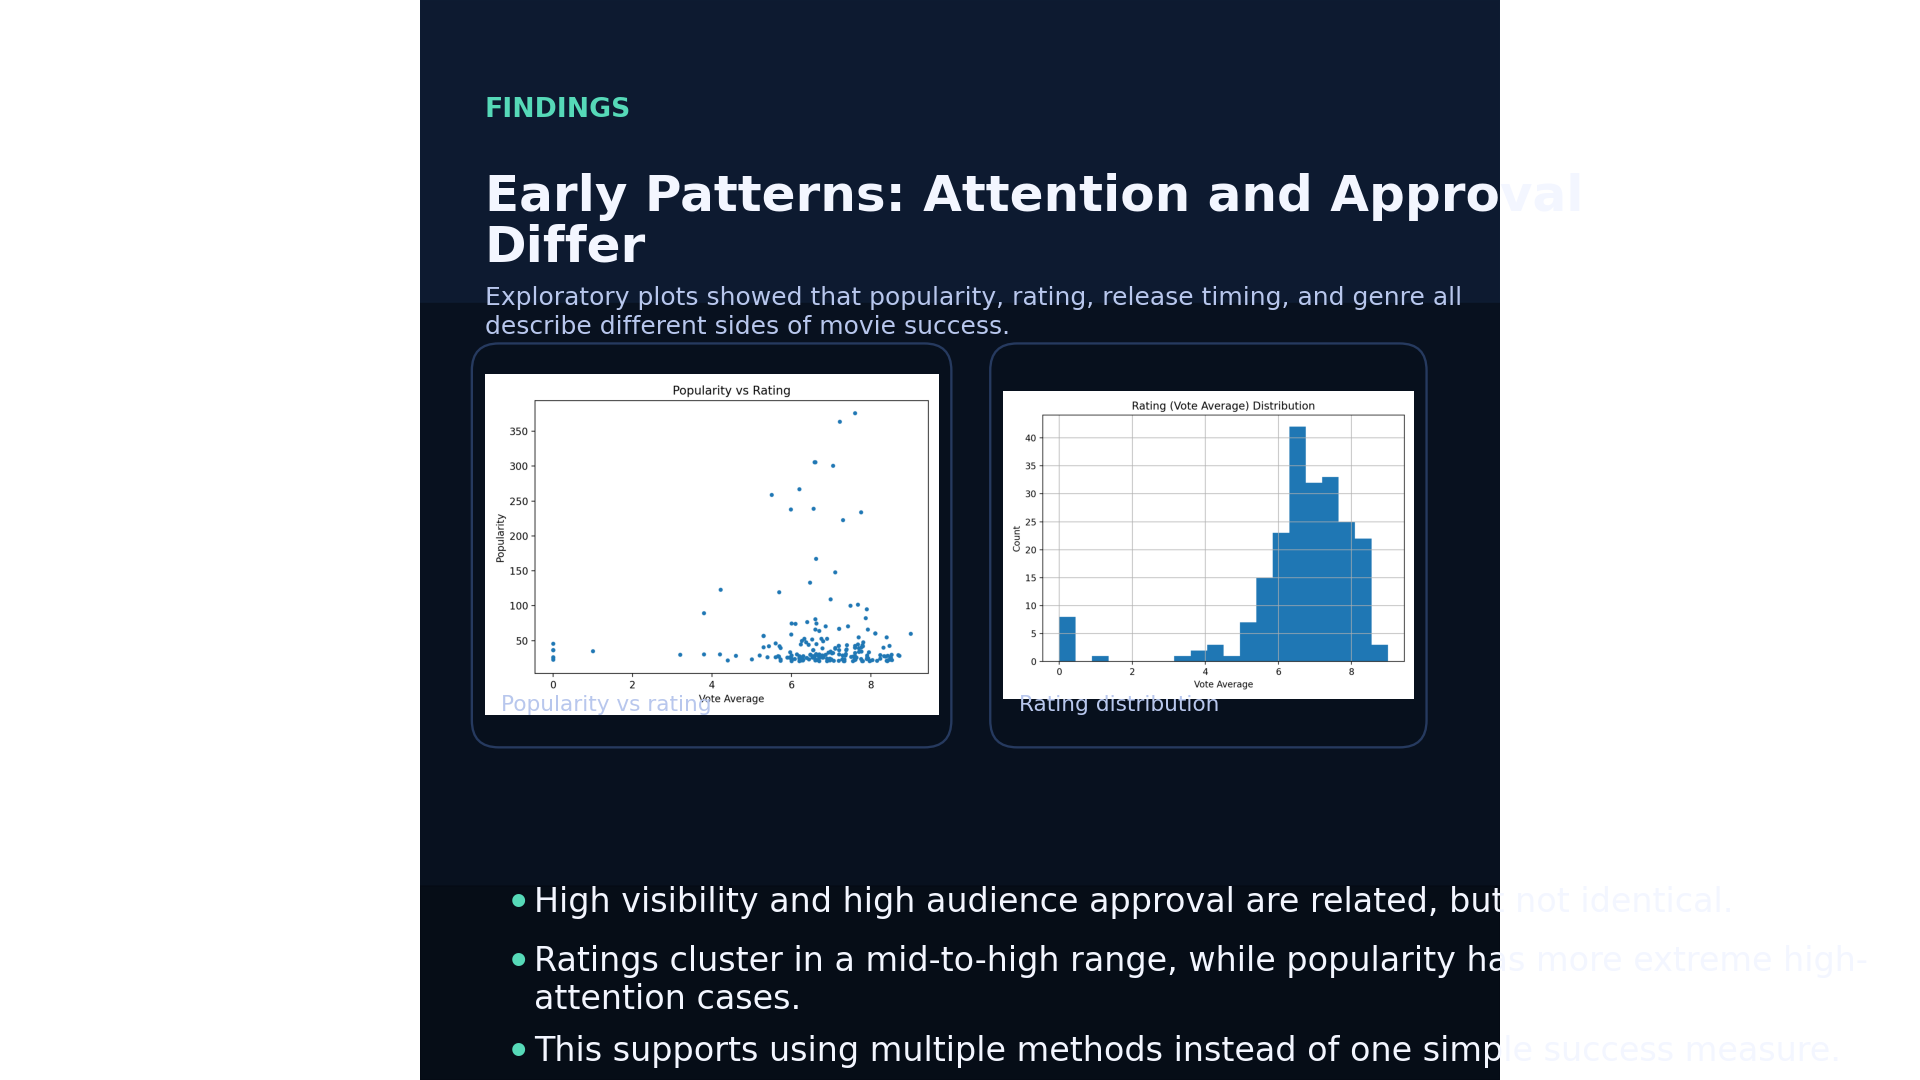 FINDINGS
Early Patterns: Attention and Approval
Differ
Exploratory plots showed that popularity, rating, release timing, and genre all
describe different sides of movie success.
Popularity vs Rating
350
300
250
200
150
100
50
Popularity
0 2 4 6 8
Vote Average
Popularity vs rating
Rating (Vote Average) Distribution
40
35
30
25
20
15
10
5
0
Count
0 2 4 6 8
Vote Average
Rating distribution
• High visibility and high audience approval are related, but not identical.
• Ratings cluster in a mid-to-high range, while popularity has more extreme high-
attention cases.
• This supports using multiple methods instead of one simple success measure.